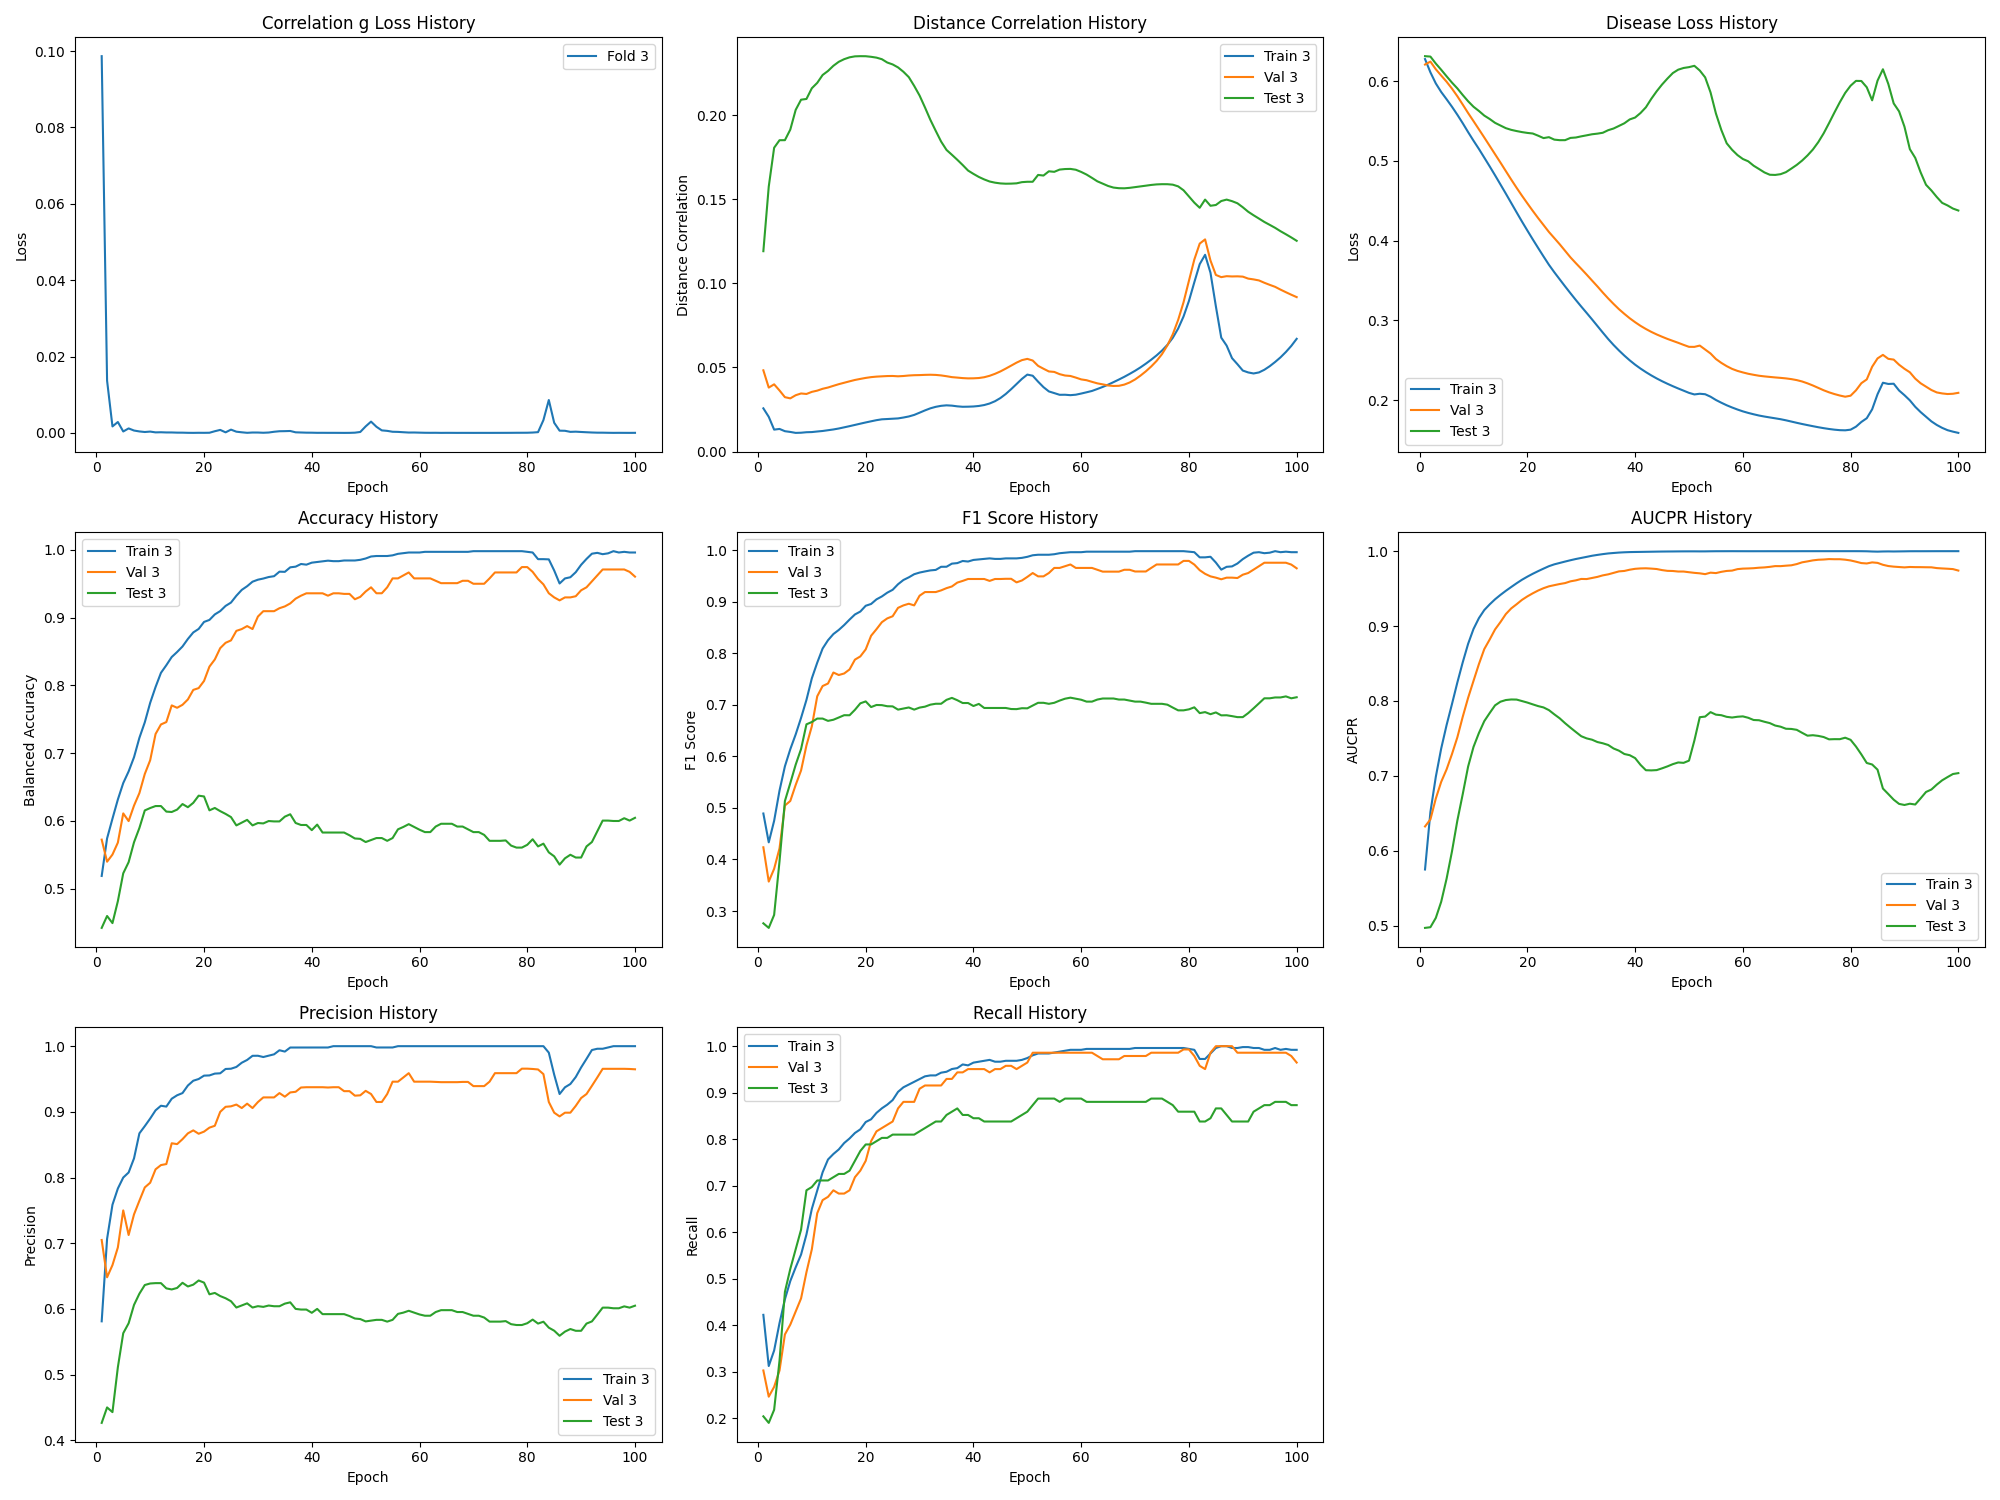 Correlation g Loss History
Loss
0.10
0.08
0.06
0.04
0.02
0.00
0 20 40 60 80 100
Epoch
Fold 3
Distance Correlation History
Distance Correlation
0.20
0.15
0.10
0.05
0.00
0 20 40 60 80 100
Epoch
Train 3
Val 3
Test 3
Disease Loss History
Loss
0.6
0.5
0.4
0.3
0.2
0 20 40 60 80 100
Epoch
Train 3
Val 3
Test 3
Accuracy History
Balanced Accuracy
1.0
0.9
0.8
0.7
0.6
0.5
0 20 40 60 80 100
Epoch
Train 3
Val 3
Test 3
F1 Score History
F1 Score
1.0
0.9
0.8
0.7
0.6
0.5
0.4
0.3
0 20 40 60 80 100
Epoch
Train 3
Val 3
Test 3
AUCPR History
AUCPR
1.0
0.9
0.8
0.7
0.6
0.5
0 20 40 60 80 100
Epoch
Train 3
Val 3
Test 3
Precision History
Precision
1.0
0.9
0.8
0.7
0.6
0.5
0.4
0 20 40 60 80 100
Epoch
Train 3
Val 3
Test 3
Recall History
Recall
1.0
0.9
0.8
0.7
0.6
0.5
0.4
0.3
0.2
0 20 40 60 80 100
Epoch
Train 3
Val 3
Test 3